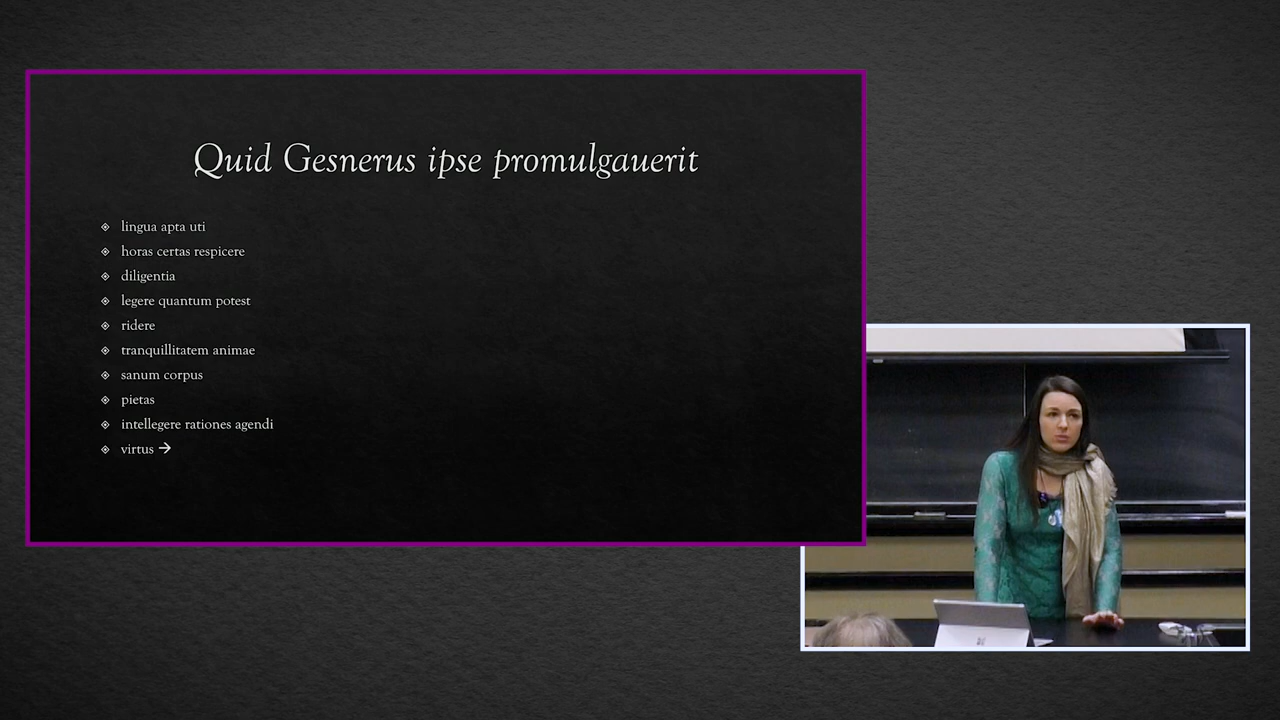 Quid Gesnerus ipse promulgauerit
lingua apta uti
horas certas respicere
diligentia
legere quantum potest
ridere
tranquillitatem animae
sanum corpus
pietas
intellegere rationes agendi
virtus →